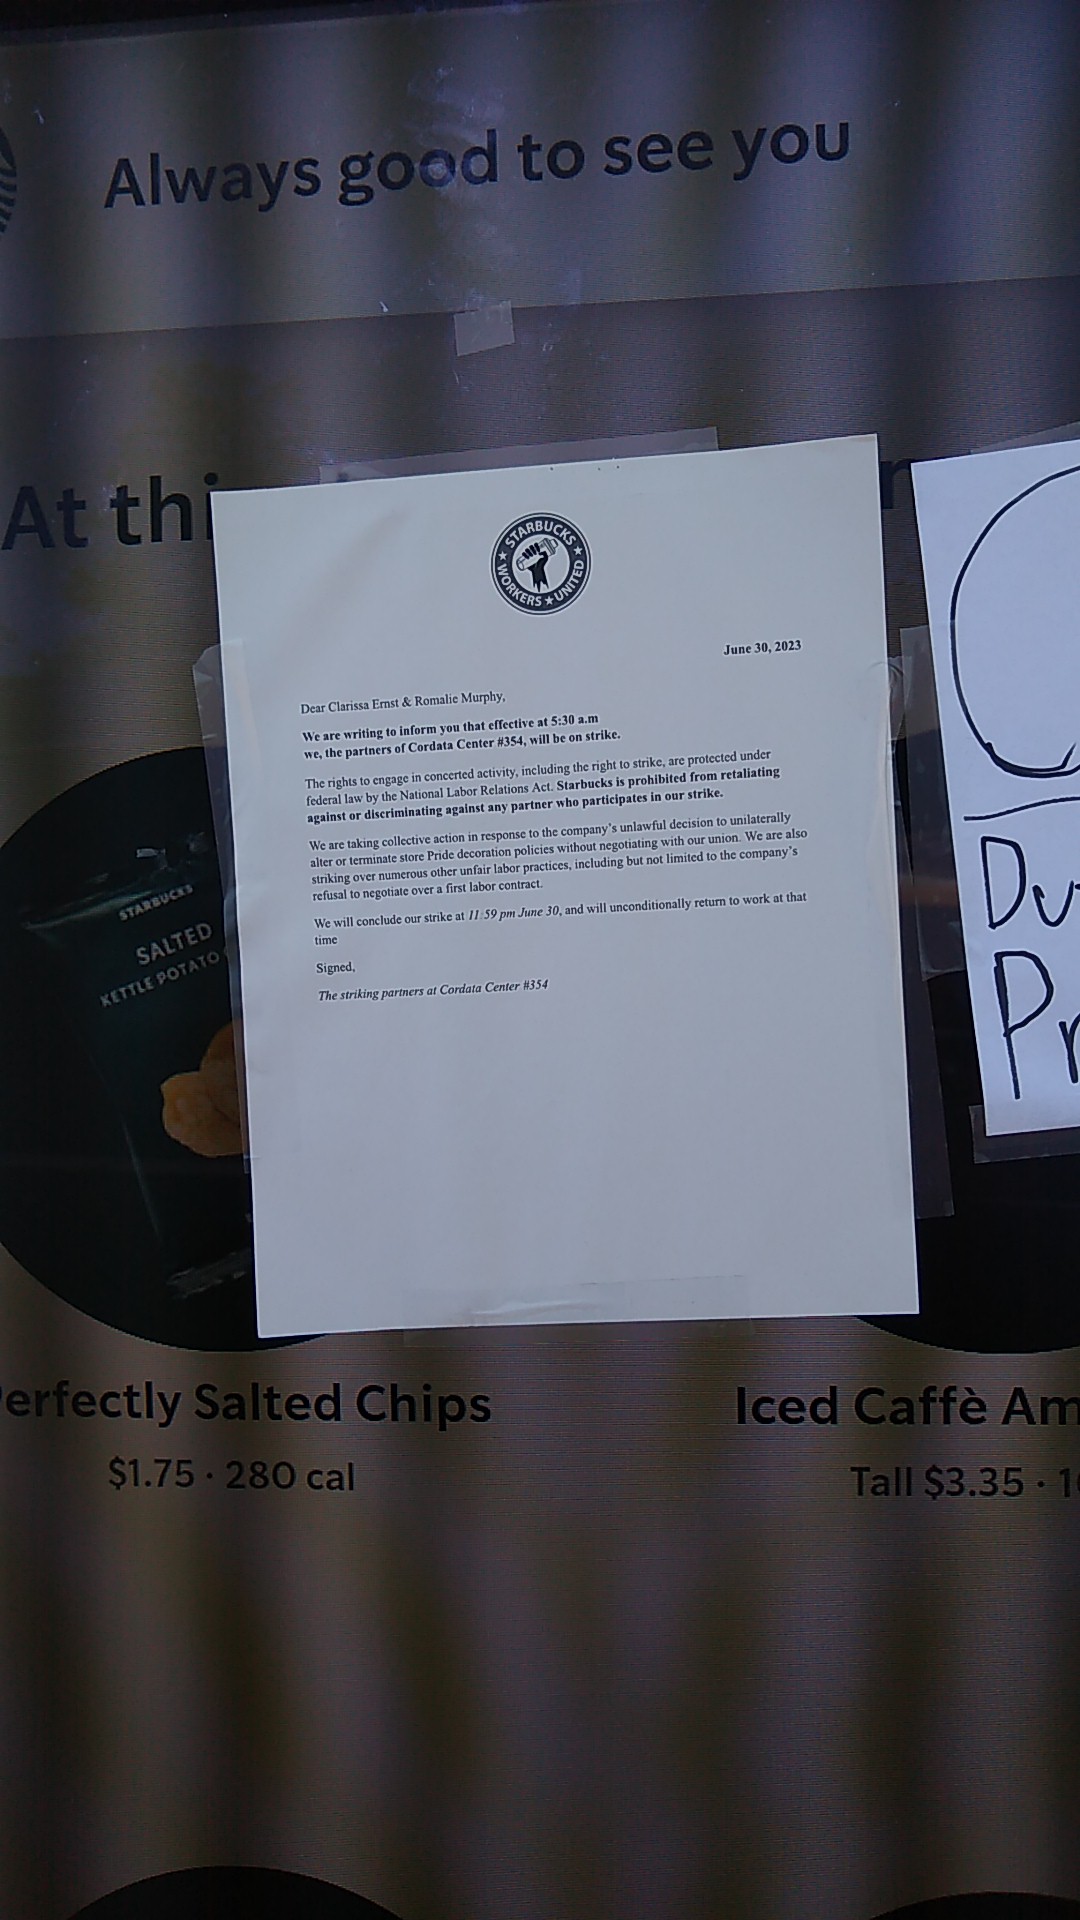 Always good to see you
At thi
STARBUCKS
WORKERS UNITED
June 30, 2023
Dear Clarissa Ernst & Romalie Murphy,
We are writing to inform you that effective at 5:30 a.m
we, the partners of Cordata Center #354, will be on strike.
The rights to engage in concerted activity, including the right to strike, are protected under
federal law by the National Labor Relations Act. Starbucks is prohibited from retaliating
against or discriminating against any partner who participates in our strike.
We are taking collective action in response to the company's unlawful decision to unilaterally
alter or terminate store Pride decoration policies without negotiating with our union. We are also
striking over numerous other unfair labor practices, including but not limited to the company's
refusal to negotiate over a first labor contract.
We will conclude our strike at 11:59 pm June 30, and will unconditionally return to work at that
time
Signed,
The striking partners at Cordata Center #354
Du
Pr
STARBUCKS
SALTED
KETTLE POTATO
erfectly Salted Chips
$1.75 · 280 cal
Iced Caffè Am
Tall $3.35 · 1